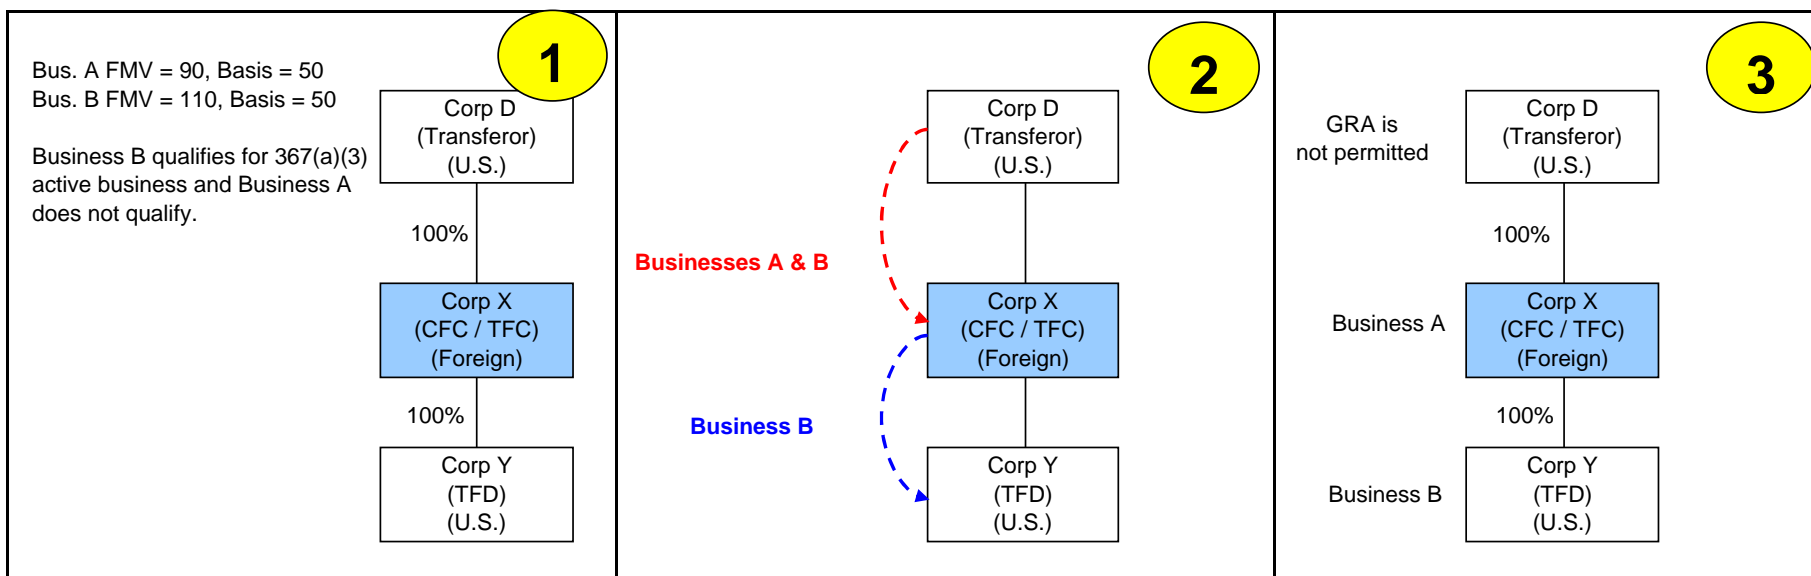 1
Bus. A FMV = 90, Basis = 50
Bus. B FMV = 110, Basis = 50
Business B qualifies for 367(a)(3)
active business and Business A
does not qualify.
Corp D
(Transferor)
(U.S.)
100%
Corp X
(CFC / TFC)
(Foreign)
100%
Corp Y
(TFD)
(U.S.)
2
Corp D
(Transferor)
(U.S.)
Businesses A & B
Corp X
(CFC / TFC)
(Foreign)
Business B
Corp Y
(TFD)
(U.S.)
3
GRA is
not permitted
Corp D
(Transferor)
(U.S.)
100%
Business A
Corp X
(CFC / TFC)
(Foreign)
100%
Business B
Corp Y
(TFD)
(U.S.)